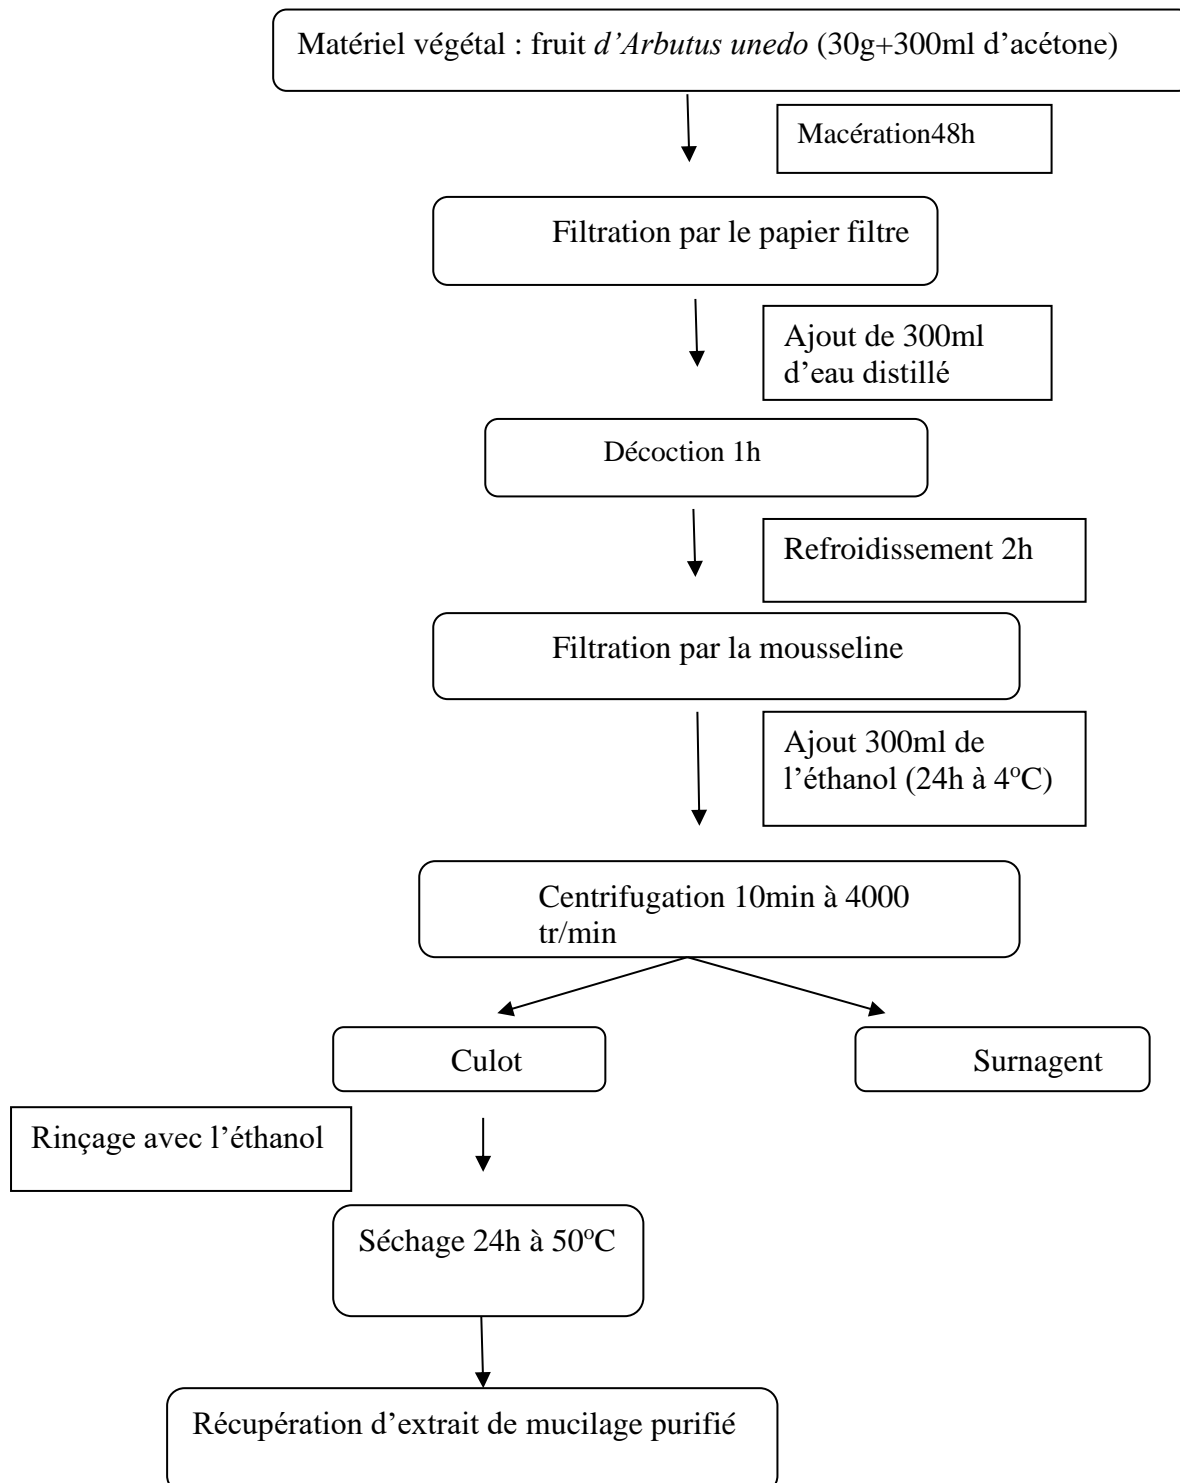 Matériel végétal : fruit d’Arbutus unedo (30g+300ml d’acétone)
Macération48h
Filtration par le papier filtre
Ajout de 300ml
d’eau distillé
Décoction 1h
Refroidissement 2h
Filtration par la mousseline
Ajout 300ml de
l’éthanol (24h à 4°C)
Centrifugation 10min à 4000
tr/min
Culot
Surnagent
Rinçage avec l’éthanol
Séchage 24h à 50°C
Récupération d’extrait de mucilage purifié